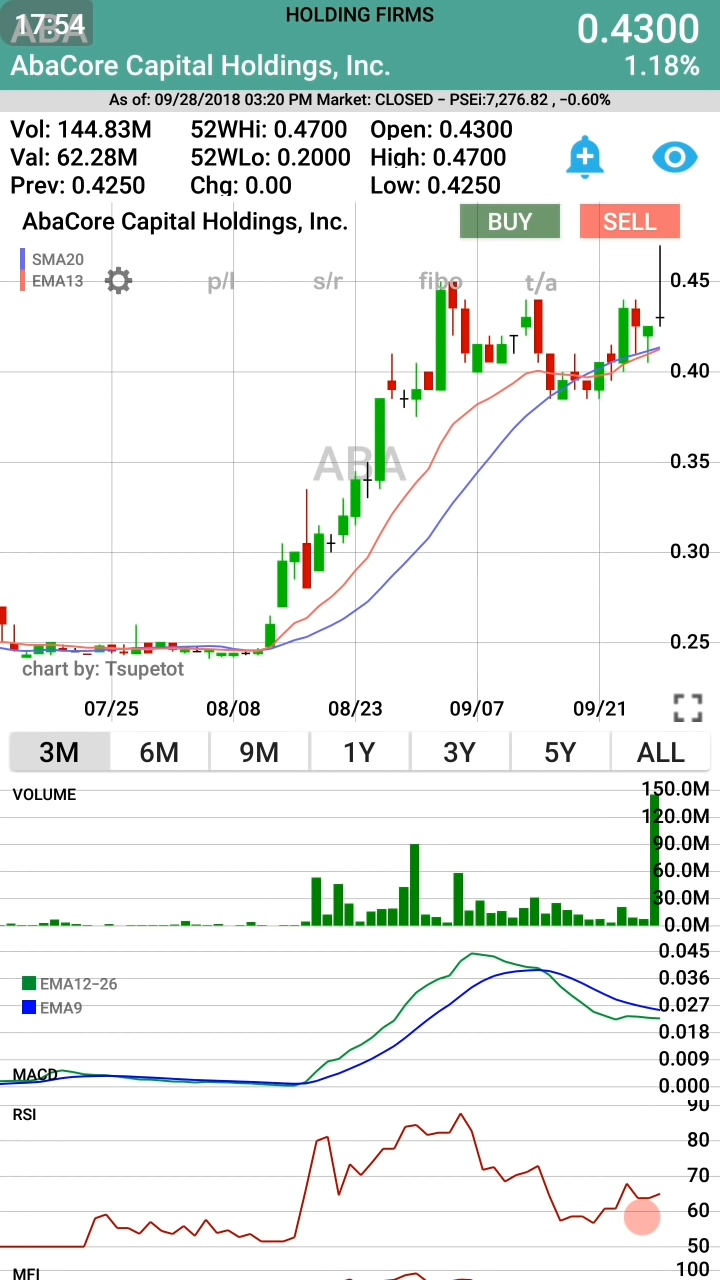 17:54
ABA
HOLDING FIRMS
0.4300
AbaCore Capital Holdings, Inc.
1.18%
As of: 09/28/2018 03:20 PM Market: CLOSED - PSEi:7,276.82 , -0.60%
Vol: 144.83M 52WHi: 0.4700 Open: 0.4300
Val: 62.28M 52WLo: 0.2000 High: 0.4700
Prev: 0.4250 Chg: 0.00 Low: 0.4250
AbaCore Capital Holdings, Inc.
BUY
SELL
SMA20
EMA13
p/l
s/r
fibo
t/a
0.45
0.40
ABA
0.35
0.30
0.25
chart by: Tsupetot
07/25 08/08 08/23 09/07 09/21
3M 6M 9M 1Y 3Y 5Y ALL
VOLUME
150.0M
120.0M
90.0M
60.0M
30.0M
0.0M
0.045
0.036
EMA12-26
EMA9
0.027
0.018
0.009
MACD
0.000
90
RSI
80
70
60
50
100
MFI